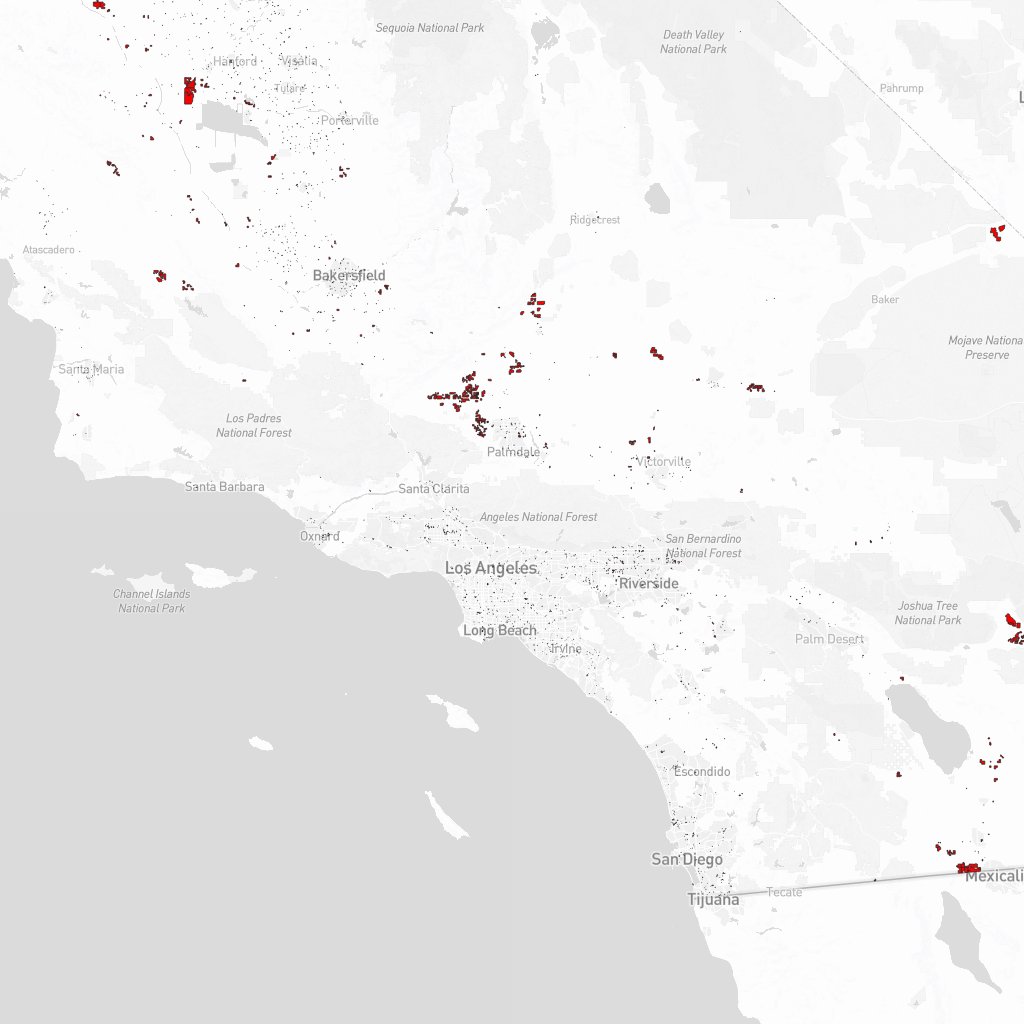 Sequoia National Park
Death Valley
National Park
Hanford
Visalia
Tulare
Pahrump
L
Porterville
Ridgecrest
Atascadero
Bakersfield
Baker
Mojave Nationa
Preserve
Santa Maria
Los Padres
National Forest
Palmdale
Victorville
Santa Barbara
Santa Clarita
Angeles National Forest
Oxnard
San Bernardino
National Forest
Los Angeles
Riverside
Channel Islands
National Park
Joshua Tree
National Park
Long Beach
Palm Desert
Irvine
Escondido
San Diego
Mexicali
Tecate
Tijuana